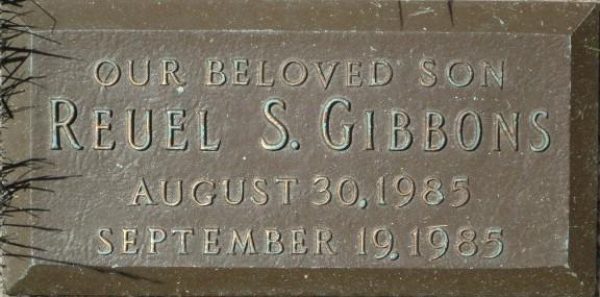 OUR BELOVED SON
REUEL S. GIBBONS
AUGUST 30, 1985
SEPTEMBER 19, 1985